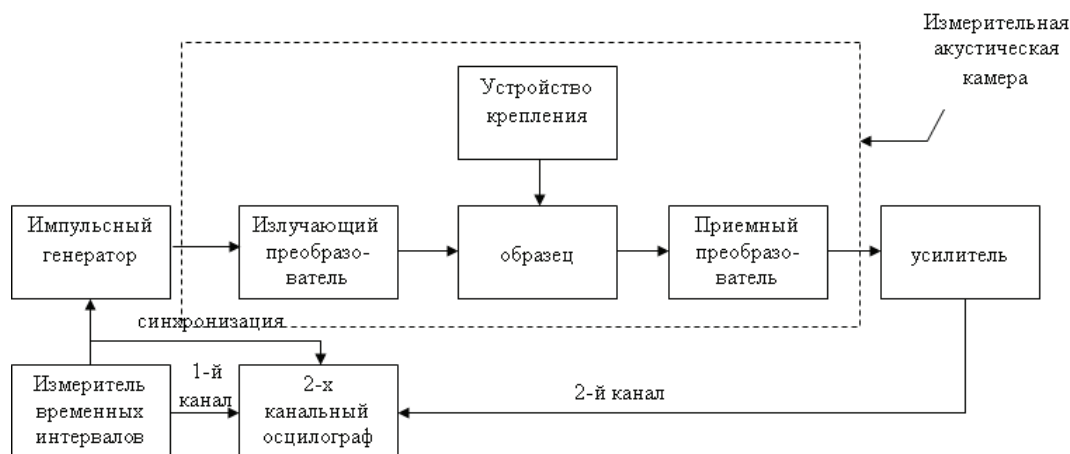 Измерительная
акустическая
камера
Устройство
крепления
Импульсный
генератор
Излучающий
преобразо-
ватель
образец
Приемный
преобразо-
ватель
усилитель
синхронизация
Измеритель
временных
интервалов
1-й
канал
2-х
канальный
осцилограф
2-й канал